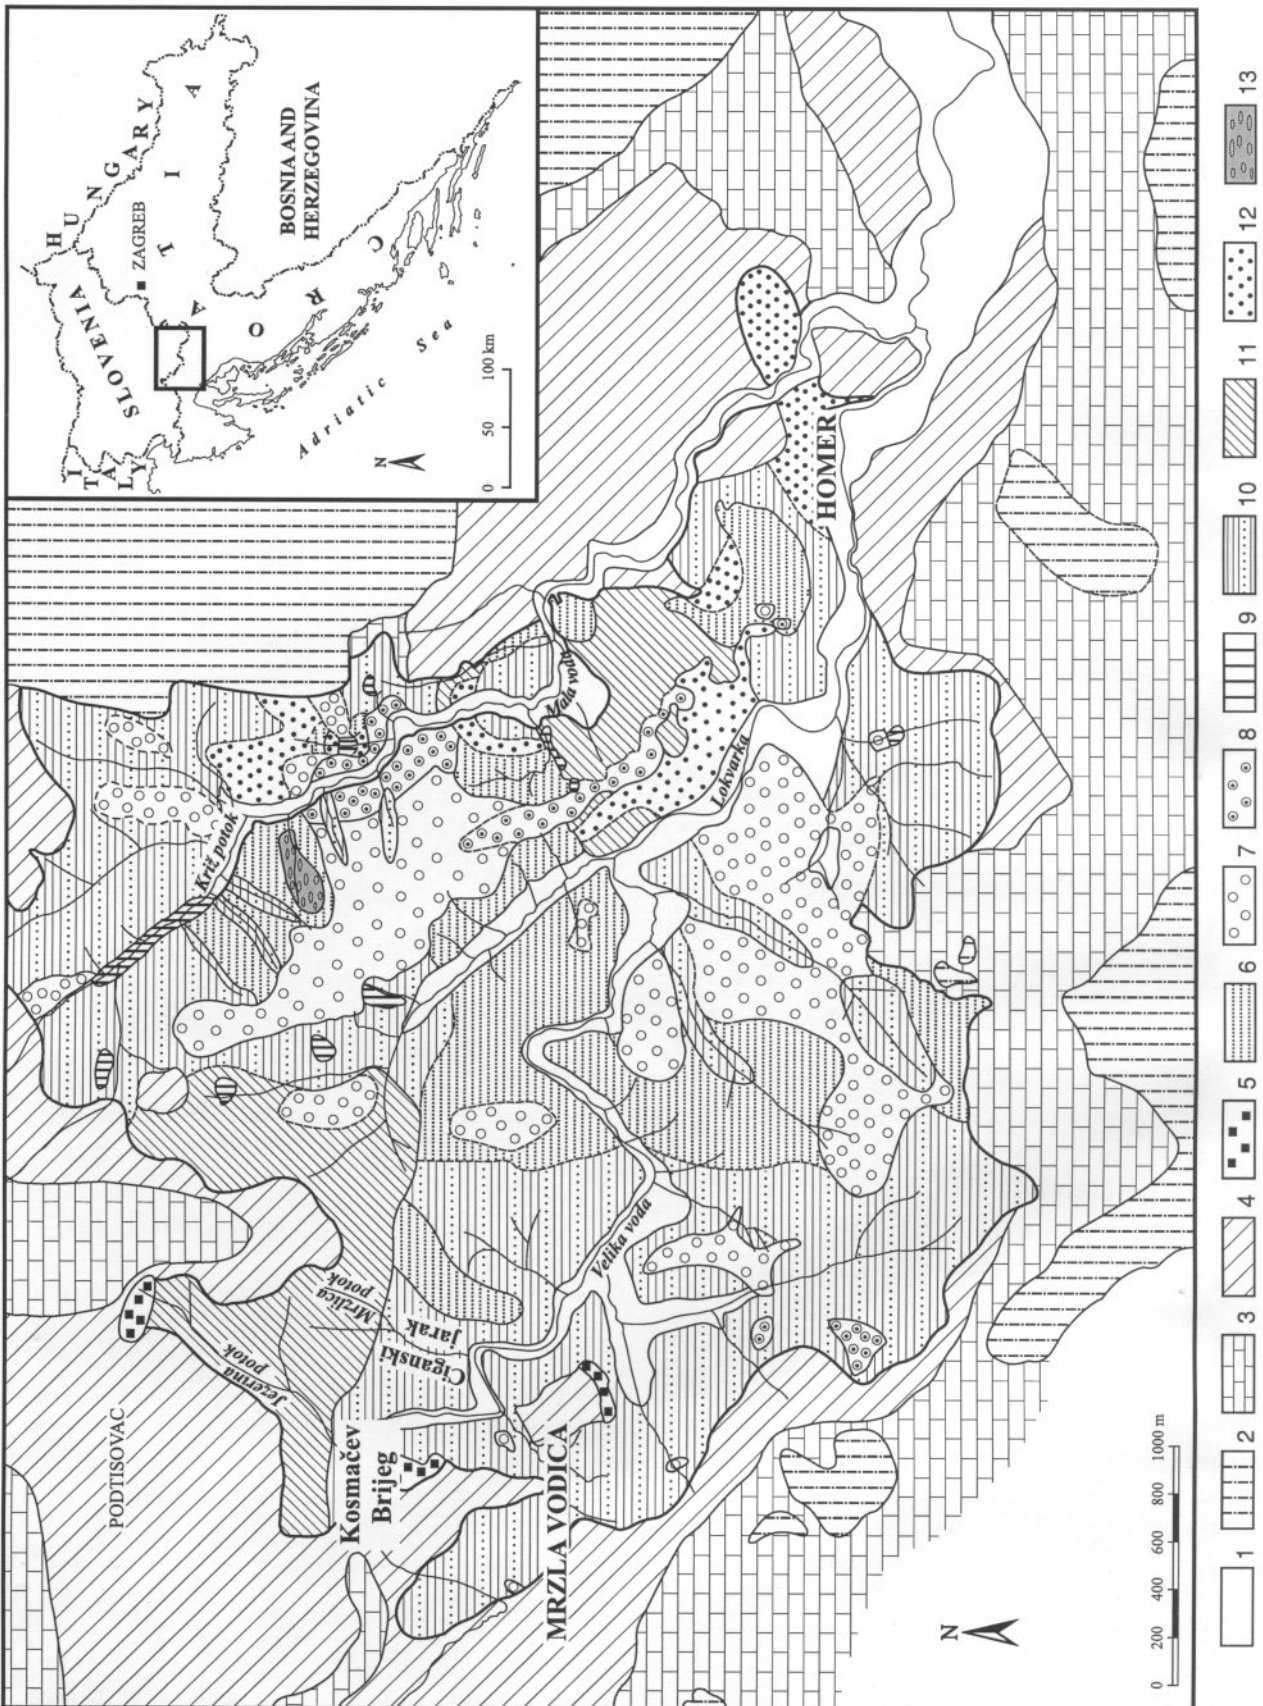 HUNGARY
SLOVENIA
ITALY
ZAGREB
CROATIA
BOSNIA AND
HERZEGOVINA
Adriatic Sea
N
0 50 100 km
PODTISOVAC
Jezerina
potok
Mrzlica
potok
Ciganski
jarak
Kosmačev
Brijeg
MRZLA VODICA
Velika voda
Križ potok
Mala voda
Lokvarka
HOMER
N
0 200 400 600 800 1000 m
1 2 3 4 5 6 7 8 9 10 11 12 13